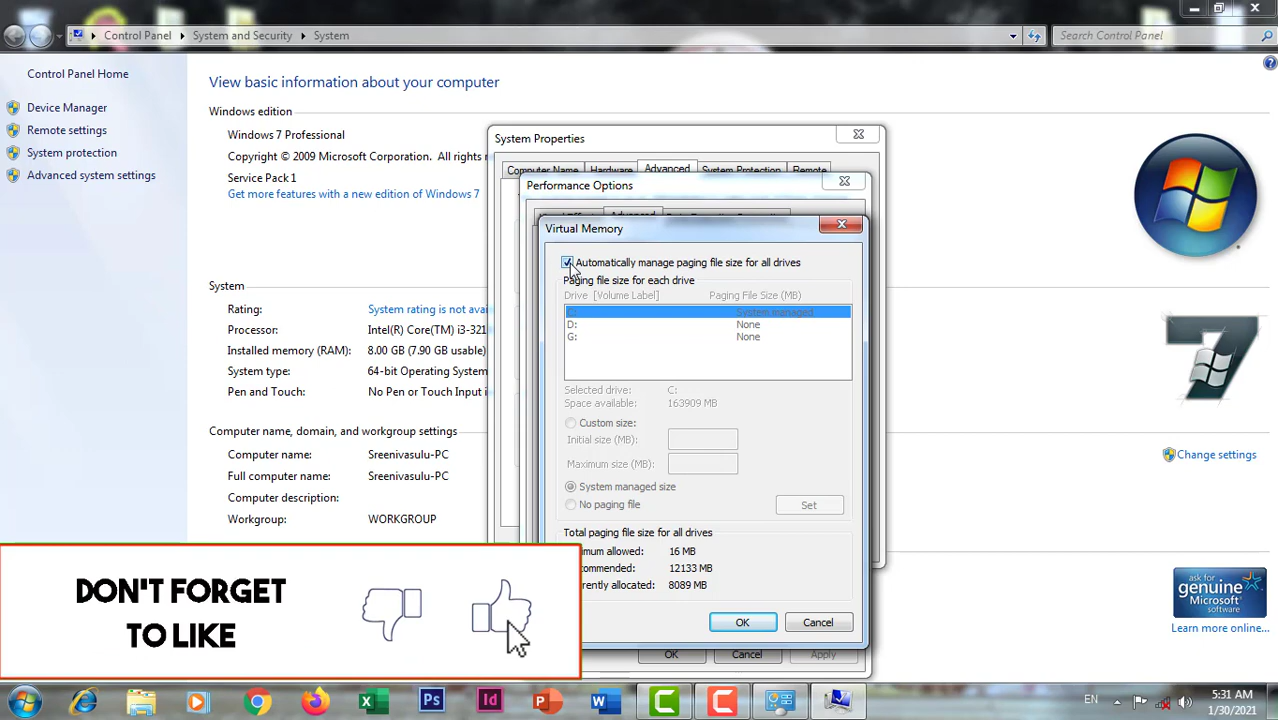 Control Panel ▸ System and Security ▸ System
Search Control Panel
Control Panel Home
Device Manager
Remote settings
System protection
Advanced system settings
View basic information about your computer
Windows edition
Windows 7 Professional
Copyright © 2009 Microsoft Corporation. All rights
Service Pack 1
Get more features with a new edition of Windows 7
System
Rating: System rating is not avai
Processor: Intel(R) Core(TM) i3-321
Installed memory (RAM): 8.00 GB (7.90 GB usable)
System type: 64-bit Operating System
Pen and Touch: No Pen or Touch Input
Computer name, domain, and workgroup settings
Computer name: Sreenivasulu-PC
Full computer name: Sreenivasulu-PC
Computer description:
Workgroup: WORKGROUP
Change settings
7
ask for
genuine
Microsoft
software
Learn more online...
System Properties
Computer Name Hardware Advanced System Protection Remote
Performance Options
Advanced
Virtual Memory
Automatically manage paging file size for all drives
Paging file size for each drive
Drive [Volume Label] Paging File Size (MB)
C: System managed
D: None
G: None
Selected drive: C:
Space available: 163909 MB
Custom size:
Initial size (MB):
Maximum size (MB):
System managed size
No paging file
Set
Total paging file size for all drives
imum allowed: 16 MB
commended: 12133 MB
rently allocated: 8089 MB
OK Cancel
OK Cancel Apply
DON'T FORGET
TO LIKE
Ps Id
EN
5:31 AM
1/30/2021